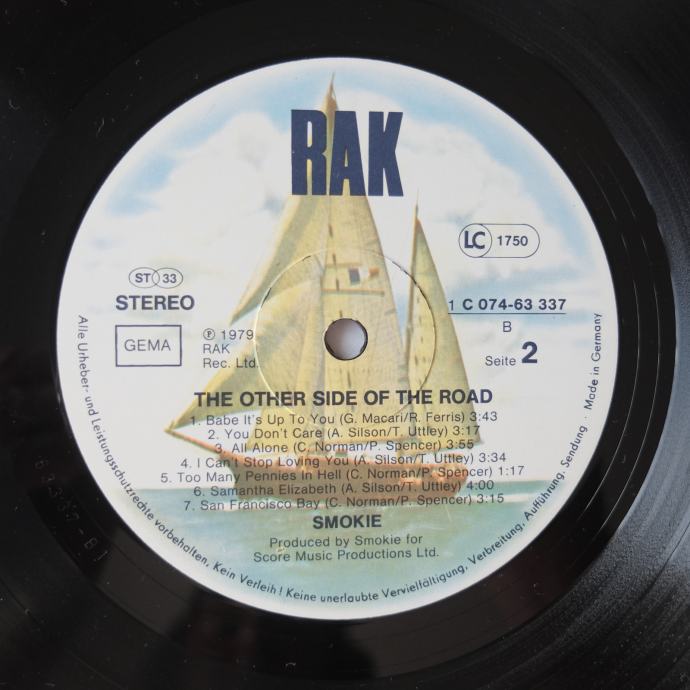 RAK
LC 1750
ST 33
STEREO
1 C 074-63 337
GEMA
℗ 1979
RAK
Rec. Ltd.
B
Seite 2
THE OTHER SIDE OF THE ROAD
1. Babe It's Up To You (G. Macari/R. Ferris) 3:43
2. You Don't Care (A. Silson/T. Uttley) 3:17
3. All Alone (C. Norman/P. Spencer) 3:55
4. I Can't Stop Loving You (A. Silson/T. Uttley) 3:34
5. Too Many Pennies In Hell (C. Norman/P. Spencer) 1:17
6. Samantha Elizabeth (A. Silson/T. Uttley) 4:00
7. San Francisco Bay (C. Norman/P. Spencer) 3:15
SMOKIE
Produced by Smokie for
Score Music Productions Ltd.
Alle Urheber- und Leistungsschutzrechte vorbehalten. Kein Verleih! Keine unerlaubte Vervielfältigung, Verbreitung, Aufführung, Sendung · Made in Germany